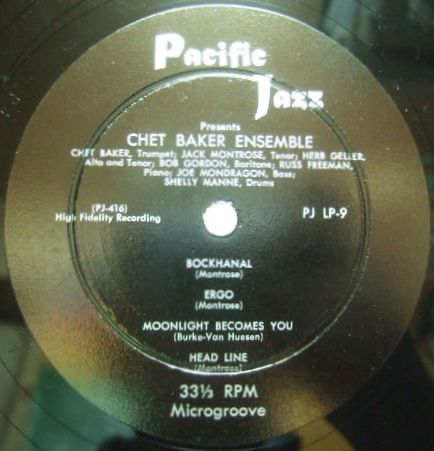 Pacific
Jazz
Presents
CHET BAKER ENSEMBLE
CHET BAKER, Trumpet; JACK MONTROSE, Tenor; HERB GELLER,
Alto and Tenor; BOB GORDON, Baritone; RUSS FREEMAN,
Piano; JOE MONDRAGON, Bass;
SHELLY MANNE, Drums
(PJ-416)
High Fidelity Recording
PJ LP-9
BOCKHANAL
(Montrose)
ERGO
(Montrose)
MOONLIGHT BECOMES YOU
(Burke-Van Huesen)
HEAD LINE
(Montrose)
33⅓ RPM
Microgroove